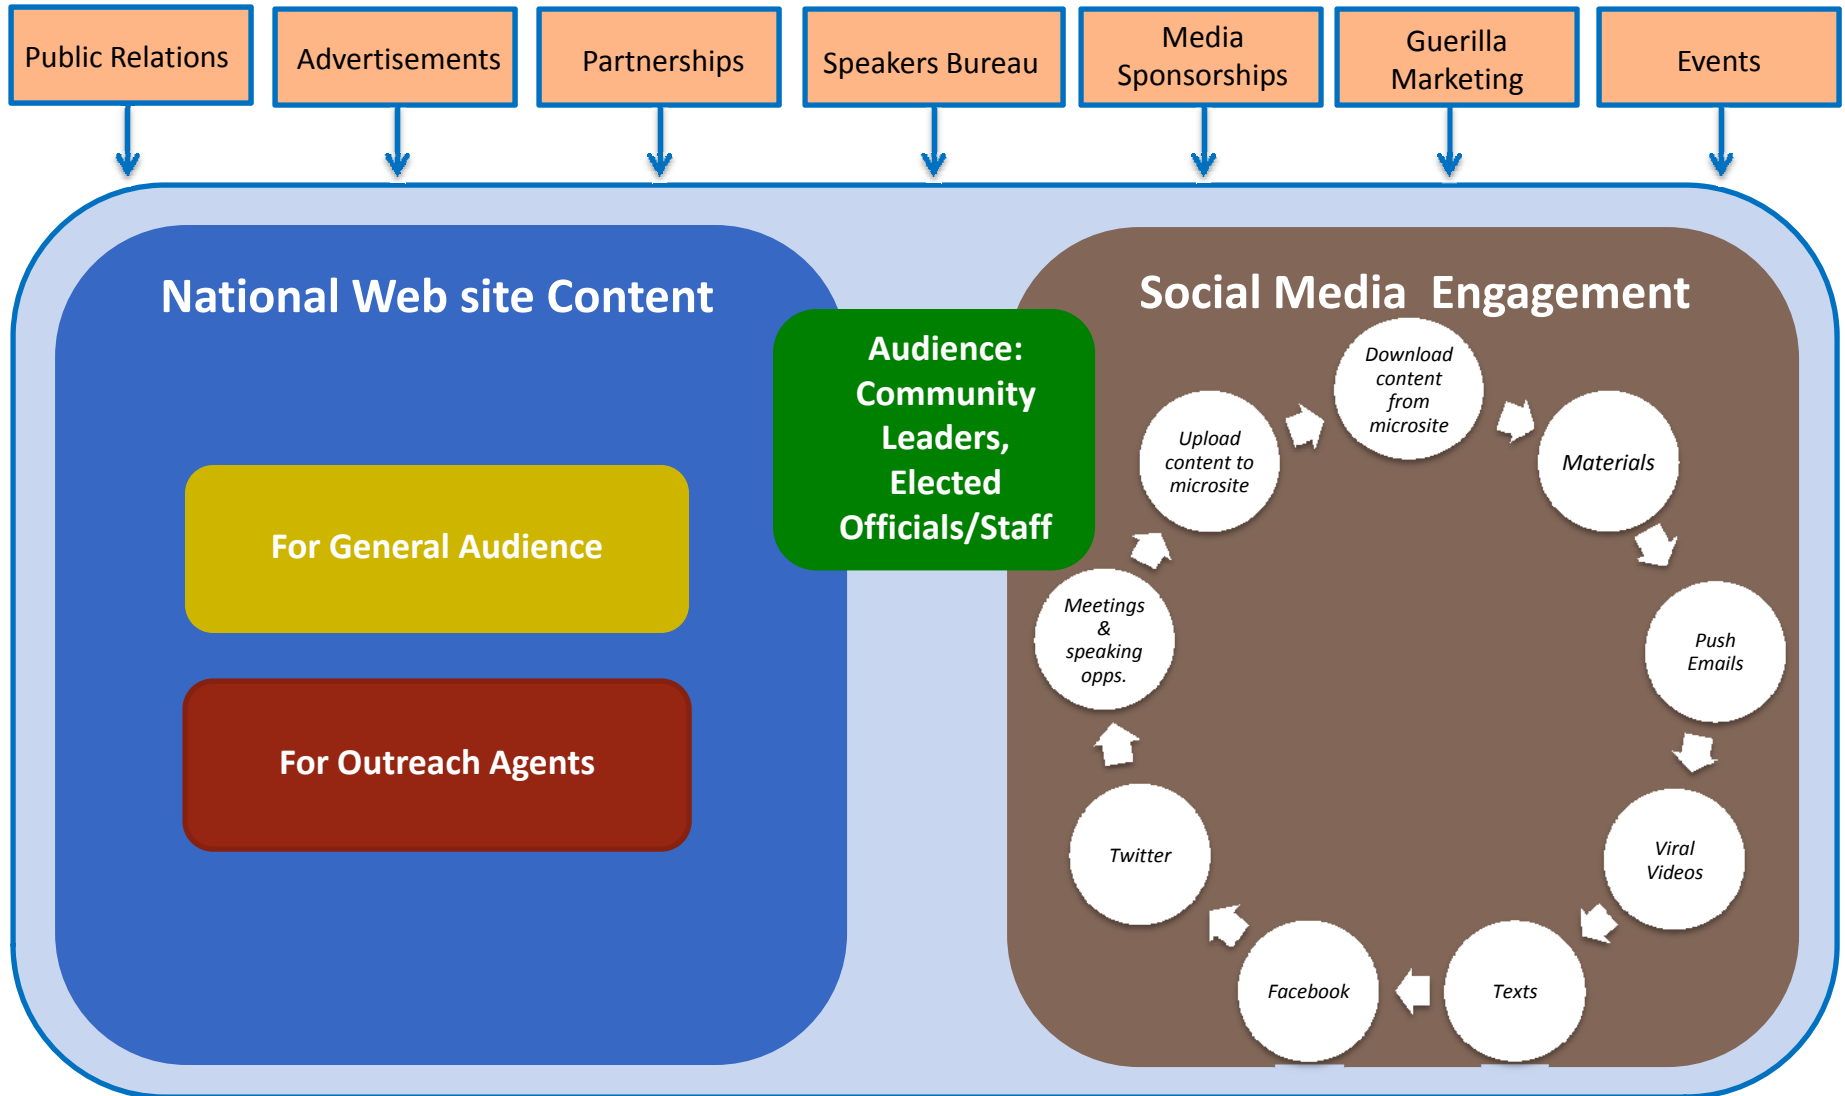 Public Relations
Advertisements
Partnerships
Speakers Bureau
Media
Sponsorships
Guerilla
Marketing
Events
National Web site Content
For General Audience
For Outreach Agents
Audience:
Community
Leaders,
Elected
Officials/Staff
Social Media  Engagement
Download
content
from
microsite
Materials
Push
Emails
Viral
Videos
Texts
Facebook
Twitter
Meetings
&
speaking
opps.
Upload
content to
microsite